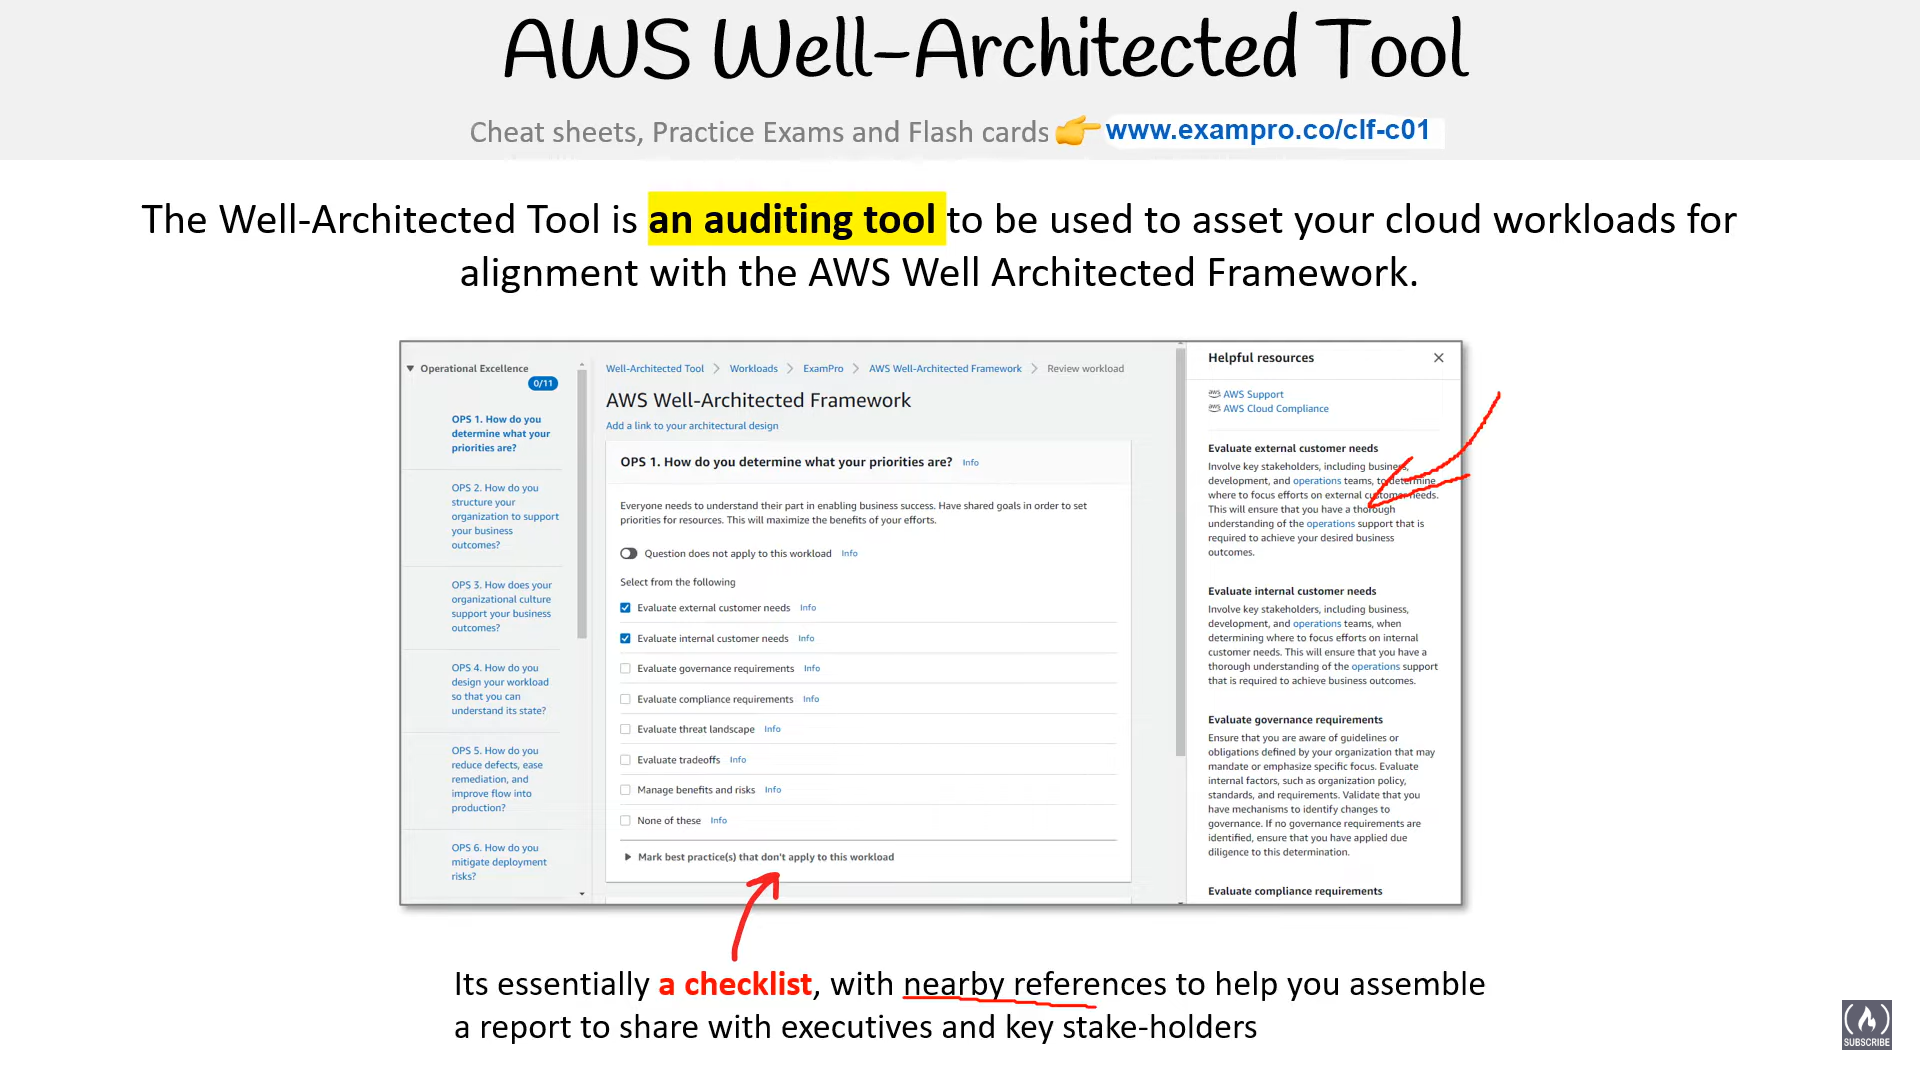 AWS Well-Architected Tool
Cheat sheets, Practice Exams and Flash cards 👉 www.exampro.co/clf-c01
The Well-Architected Tool is an auditing tool to be used to asset your cloud workloads for
alignment with the AWS Well Architected Framework.
Operational Excellence
0/11
OPS 1. How do you
determine what your
priorities are?
OPS 2. How do you
structure your
organization to support
your business
outcomes?
OPS 3. How does your
organizational culture
support your business
outcomes?
OPS 4. How do you
design your workload
so that you can
understand its state?
OPS 5. How do you
reduce defects, ease
remediation, and
improve flow into
production?
OPS 6. How do you
mitigate deployment
risks?
Well-Architected Tool > Workloads > ExamPro > AWS Well-Architected Framework > Review workload
AWS Well-Architected Framework
Add a link to your architectural design
OPS 1. How do you determine what your priorities are? Info
Everyone needs to understand their part in enabling business success. Have shared goals in order to set
priorities for resources. This will maximize the benefits of your efforts.
Question does not apply to this workload Info
Select from the following
Evaluate external customer needs Info
Evaluate internal customer needs Info
Evaluate governance requirements Info
Evaluate compliance requirements Info
Evaluate threat landscape Info
Evaluate tradeoffs Info
Manage benefits and risks Info
None of these Info
Mark best practice(s) that don't apply to this workload
Helpful resources
AWS Support
AWS Cloud Compliance
Evaluate external customer needs
Involve key stakeholders, including business,
development, and operations teams, to determine
where to focus efforts on external customer needs.
This will ensure that you have a thorough
understanding of the operations support that is
required to achieve your desired business
outcomes.
Evaluate internal customer needs
Involve key stakeholders, including business,
development, and operations teams, when
determining where to focus efforts on internal
customer needs. This will ensure that you have a
thorough understanding of the operations support
that is required to achieve business outcomes.
Evaluate governance requirements
Ensure that you are aware of guidelines or
obligations defined by your organization that may
mandate or emphasize specific focus. Evaluate
internal factors, such as organization policy,
standards, and requirements. Validate that you
have mechanisms to identify changes to
governance. If no governance requirements are
identified, ensure that you have applied due
diligence to this determination.
Evaluate compliance requirements
Its essentially a checklist, with nearby references to help you assemble
a report to share with executives and key stake-holders
SUBSCRIBE